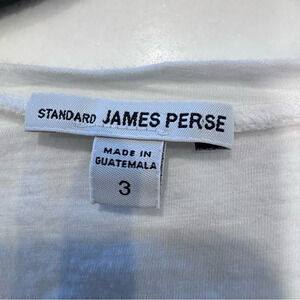 STANDARD JAMES PERSE
MADE IN
GUATEMALA
3